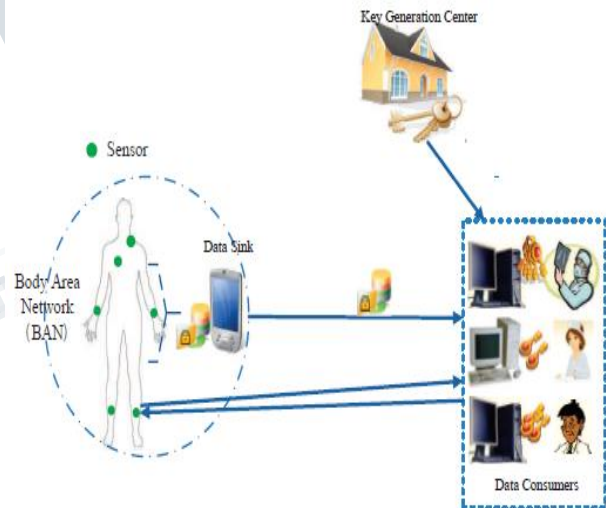 Key Generation Center
Sensor
Data Sink
Body Area
Network
(BAN)
Data Consumers